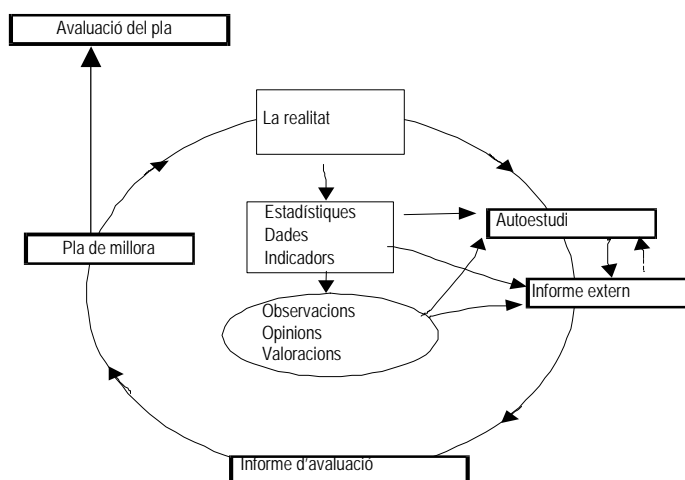 Avaluació del pla
La realitat
Estadístiques
Dades
Indicadors
Autoestudi
Pla de millora
Informe extern
Observacions
Opinions
Valoracions
Informe d'avaluació